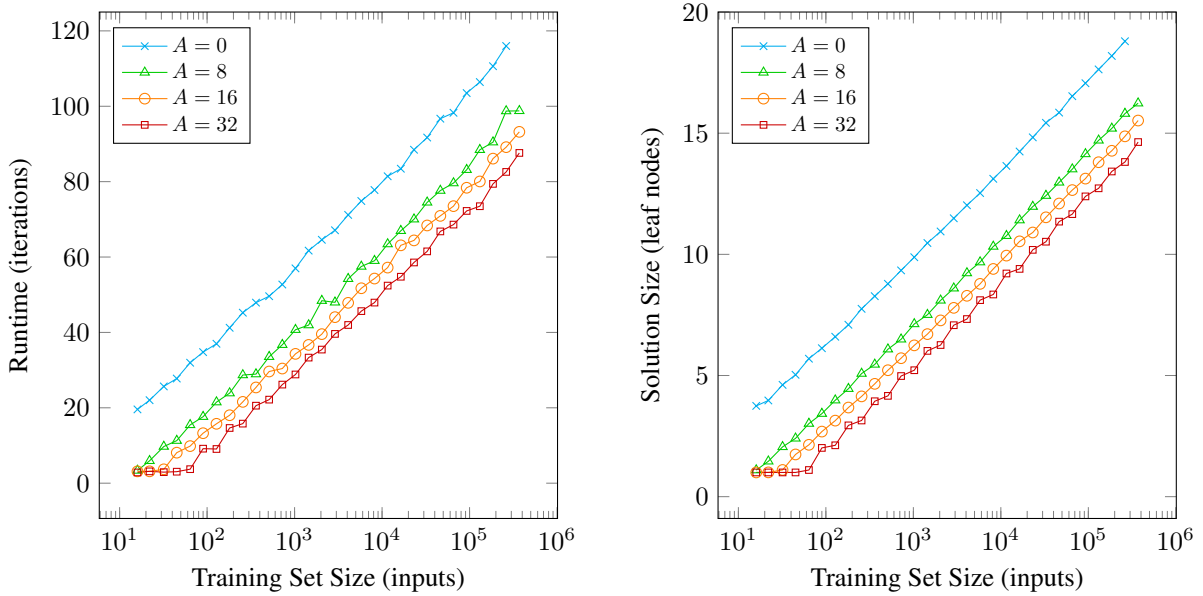 120
100
80
60
40
20
0
Runtime (iterations)
A = 0
A = 8
A = 16
A = 32
10^1
10^2
10^3
10^4
10^5
10^6
Training Set Size (inputs)
20
15
10
5
0
Solution Size (leaf nodes)
A = 0
A = 8
A = 16
A = 32
10^1
10^2
10^3
10^4
10^5
10^6
Training Set Size (inputs)